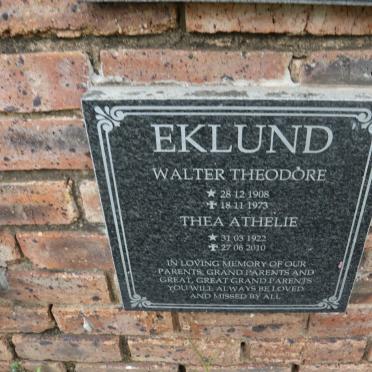 EKLUND
WALTER THEODORE
★ 28 12 1908
✝ 18 11 1973
THEA ATHELIE
★ 31 03 1922
✝ 27 06 2010
IN LOVING MEMORY OF OUR
PARENTS, GRAND PARENTS AND
GREAT, GREAT GRAND PARENTS
YOU WILL ALWAYS BE LOVED
AND MISSED BY ALL